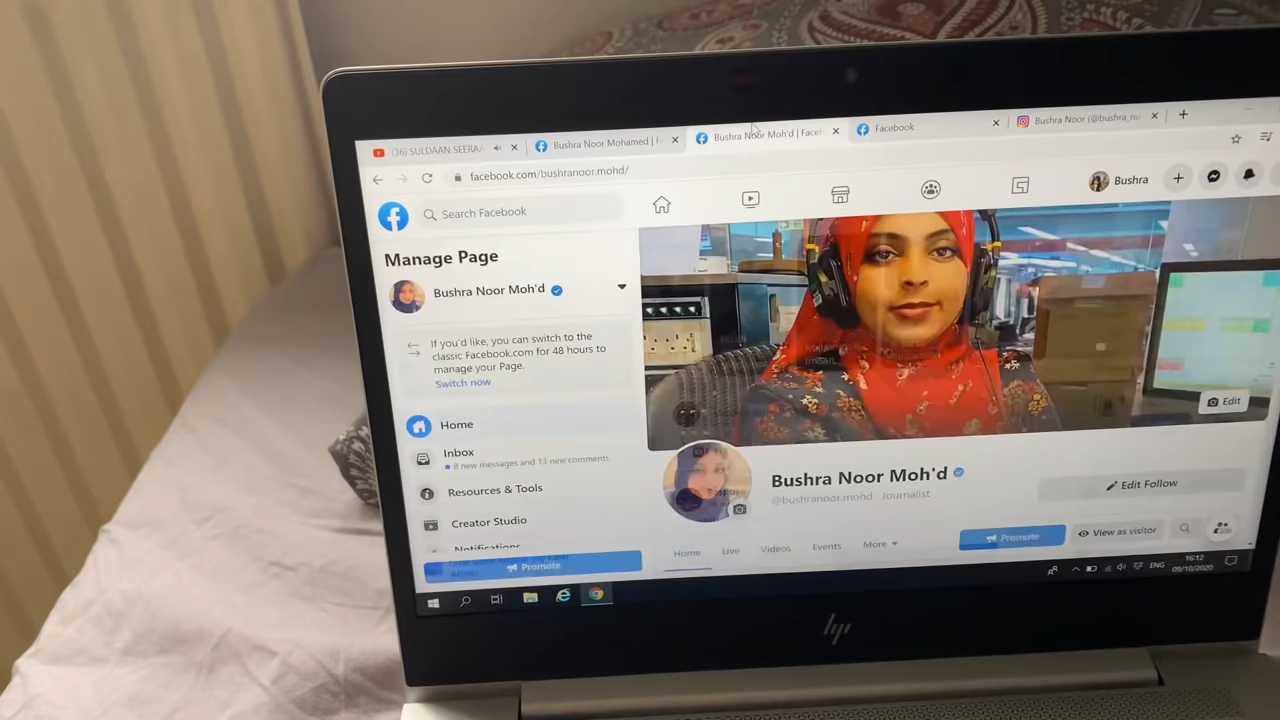 (36) SULDAAN SEERA
Bushra Noor Mohamed | F
Bushra Noor Moh'd | Faceb
Facebook
Bushra Noor (@bushra_nu
facebook.com/bushranoor.mohd/
Search Facebook
Bushra
Manage Page
Bushra Noor Moh'd
If you'd like, you can switch to the
classic Facebook.com for 48 hours to
manage your Page.
Switch now
Home
Inbox
8 new messages and 13 new comments
Resources & Tools
Creator Studio
Notifications
Promote
Edit
Bushra Noor Moh'd
@bushranoor.mohd · Journalist
Edit Follow
Home
Live
Videos
Events
More
Promote
View as visitor
ENG
16:12
09/10/2020
hp